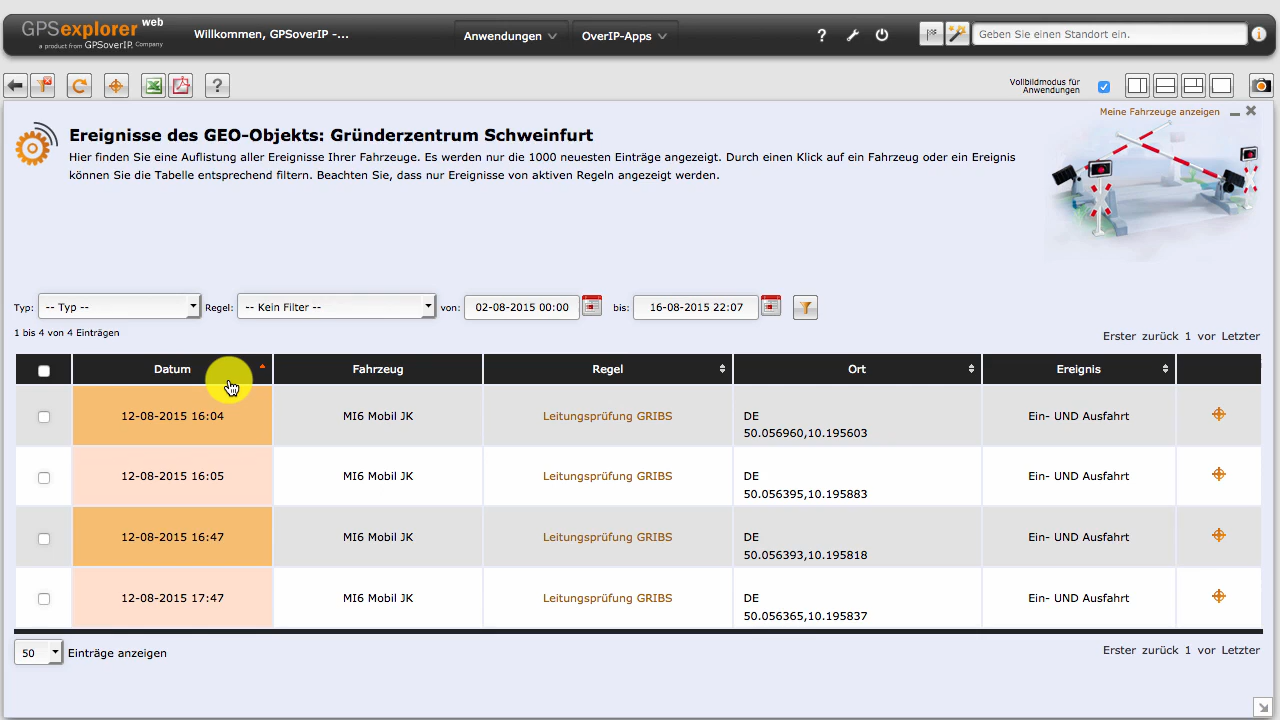 GPSexplorer web
a product from GPSoverIP. Company
Willkommen, GPSoverIP -...
Anwendungen
OverIP-Apps
?
Geben Sie einen Standort ein.
i
?
Vollbildmodus für
Anwendungen
Meine Fahrzeuge anzeigen
Ereignisse des GEO-Objekts: Gründerzentrum Schweinfurt
Hier finden Sie eine Auflistung aller Ereignisse Ihrer Fahrzeuge. Es werden nur die 1000 neuesten Einträge angezeigt. Durch einen Klick auf ein Fahrzeug oder ein Ereignis
können Sie die Tabelle entsprechend filtern. Beachten Sie, dass nur Ereignisse von aktiven Regeln angezeigt werden.
Typ: -- Typ -- Regel: -- Kein Filter -- von: 02-08-2015 00:00 bis: 16-08-2015 22:07
1 bis 4 von 4 Einträgen
Erster zurück 1 vor Letzter
Datum Fahrzeug Regel Ort Ereignis
12-08-2015 16:04 MI6 Mobil JK Leitungsprüfung GRIBS DE Ein- UND Ausfahrt
50.056960,10.195603
12-08-2015 16:05 MI6 Mobil JK Leitungsprüfung GRIBS DE Ein- UND Ausfahrt
50.056395,10.195883
12-08-2015 16:47 MI6 Mobil JK Leitungsprüfung GRIBS DE Ein- UND Ausfahrt
50.056393,10.195818
12-08-2015 17:47 MI6 Mobil JK Leitungsprüfung GRIBS DE Ein- UND Ausfahrt
50.056365,10.195837
50 Einträge anzeigen
Erster zurück 1 vor Letzter